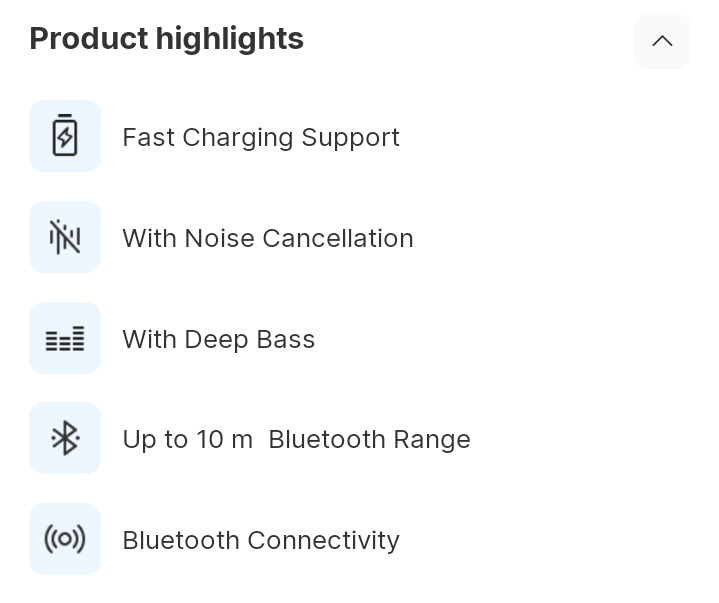 Product highlights
Fast Charging Support
With Noise Cancellation
With Deep Bass
Up to 10 m  Bluetooth Range
Bluetooth Connectivity